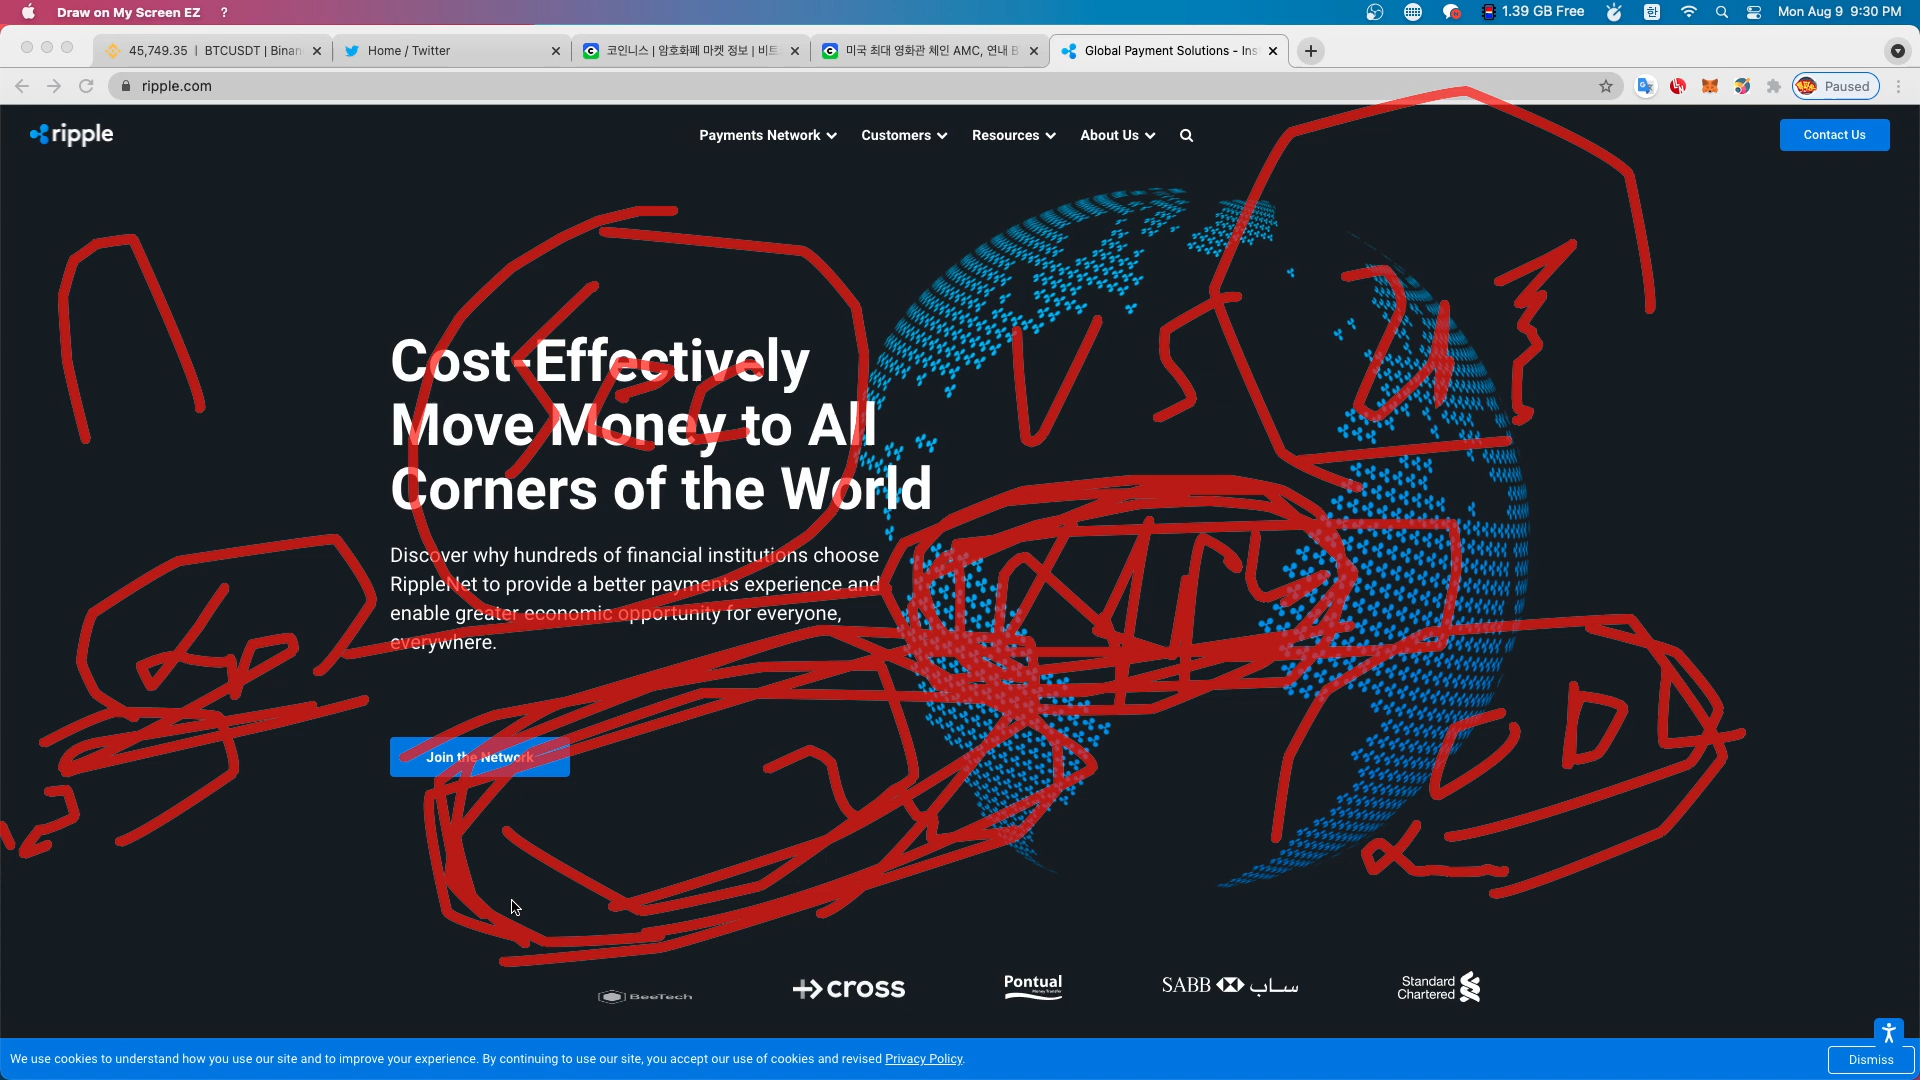 Draw on My Screen EZ ? 1.39 GB Free 한 Mon Aug 9 9:30 PM
45,749.35 | BTCUSDT | Binan Home / Twitter 코인니스 | 암호화폐 마켓 정보 | 비트 미국 최대 영화관 체인 AMC, 연내 B Global Payment Solutions - Ins
ripple.com Paused
ripple Payments Network Customers Resources About Us Contact Us
SEC VS
Cost-Effectively
Move Money to All
Corners of the World
Discover why hundreds of financial institutions choose
RippleNet to provide a better payments experience and
enable greater economic opportunity for everyone,
everywhere.
Join the Network
BeeTech cross Pontual Money Transfer SABB ساب Standard Chartered
We use cookies to understand how you use our site and to improve your experience. By continuing to use our site, you accept our use of cookies and revised Privacy Policy. Dismiss